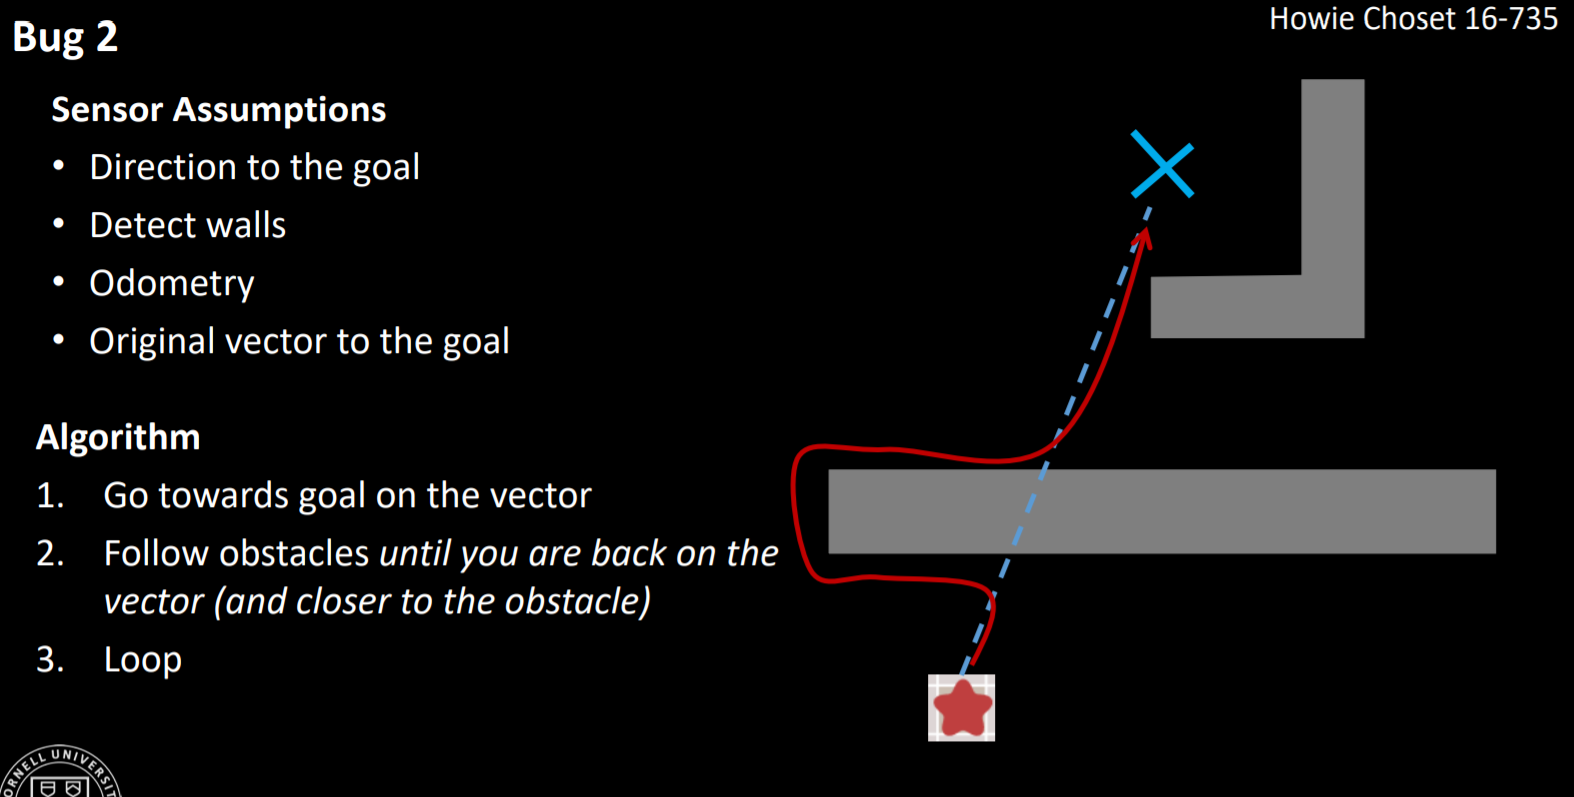 Bug 2
Howie Choset 16-735
Sensor Assumptions
• Direction to the goal
• Detect walls
• Odometry
• Original vector to the goal
Algorithm
1. Go towards goal on the vector
2. Follow obstacles until you are back on the
vector (and closer to the obstacle)
3. Loop